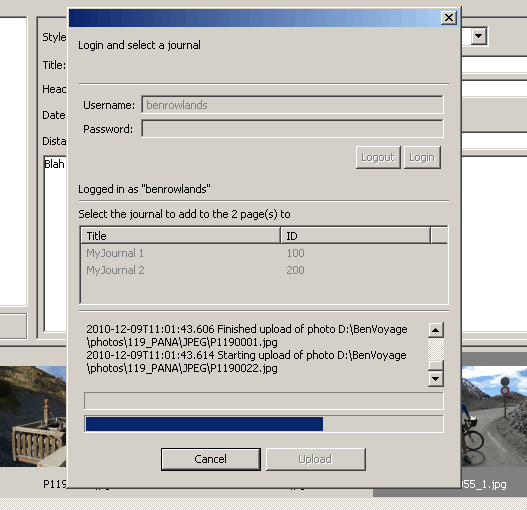 Login and select a journal
Style
Title:
Username: benrowlands
Head
Password:
Date
Logout Login
Dista
Blah
Logged in as "benrowlands"
Select the journal to add to the 2 page(s) to
Title ID
MyJournal 1 100
MyJournal 2 200
2010-12-09T11:01:43.606 Finished upload of photo D:\BenVoyage
\photos\119_PANA\JPEG\P1190001.jpg
2010-12-09T11:01:43.614 Starting upload of photo D:\BenVoyage
\photos\119_PANA\JPEG\P1190022.jpg
Cancel Upload
P119
055_1.jpg